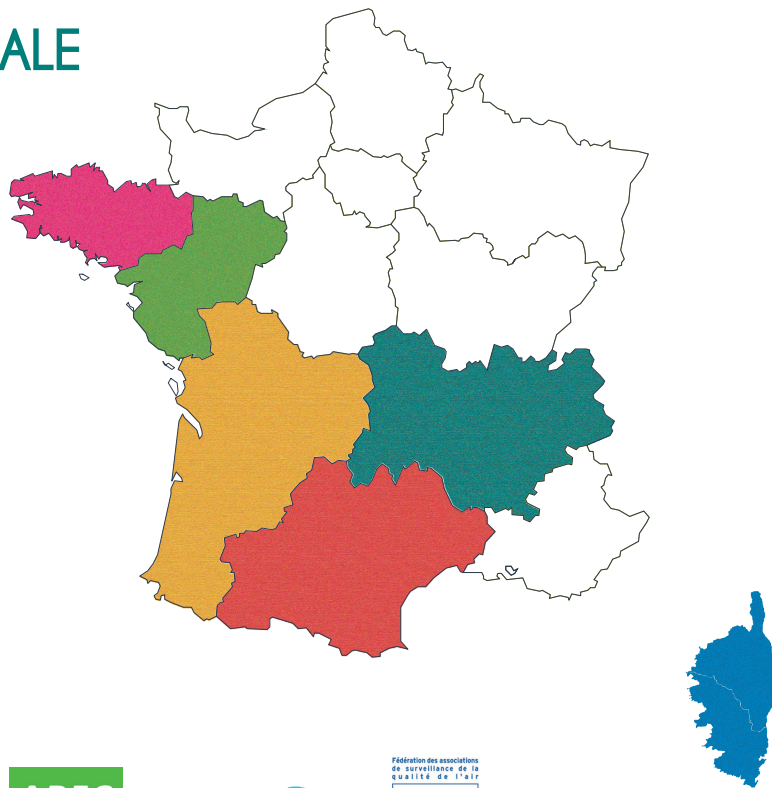 ALE
Fédération des associations
de surveillance de la
qualité de l'air